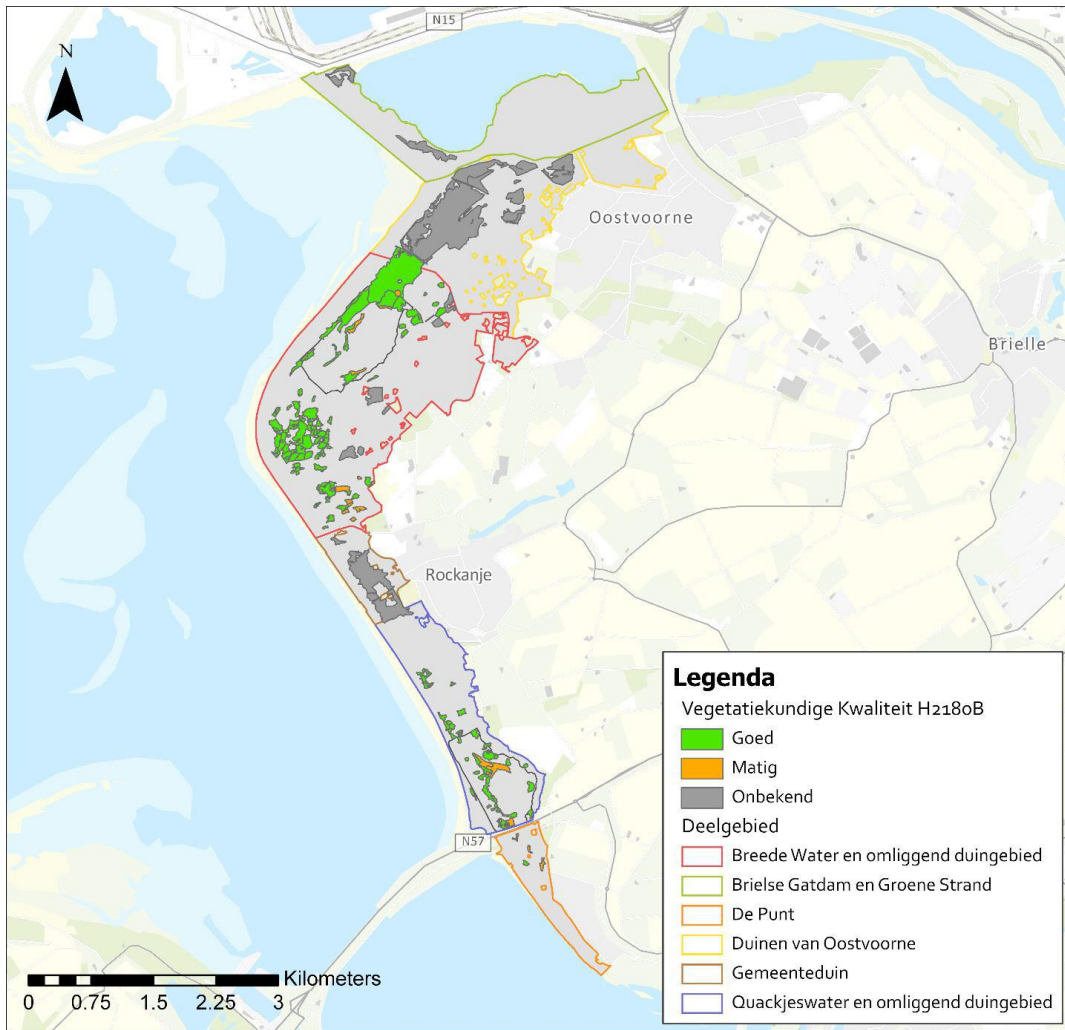 N15
N
Oostvoorne
Brielle
Rockanje
N57
Legenda
Vegetatiekundige Kwaliteit H2180B
Goed
Matig
Onbekend
Deelgebied
Breede Water en omliggend duingebied
Brielse Gatdam en Groene Strand
De Punt
Duinen van Oostvoorne
Gemeenteduin
Quackjeswater en omliggend duingebied
Kilometers
0 0.75 1.5 2.25 3